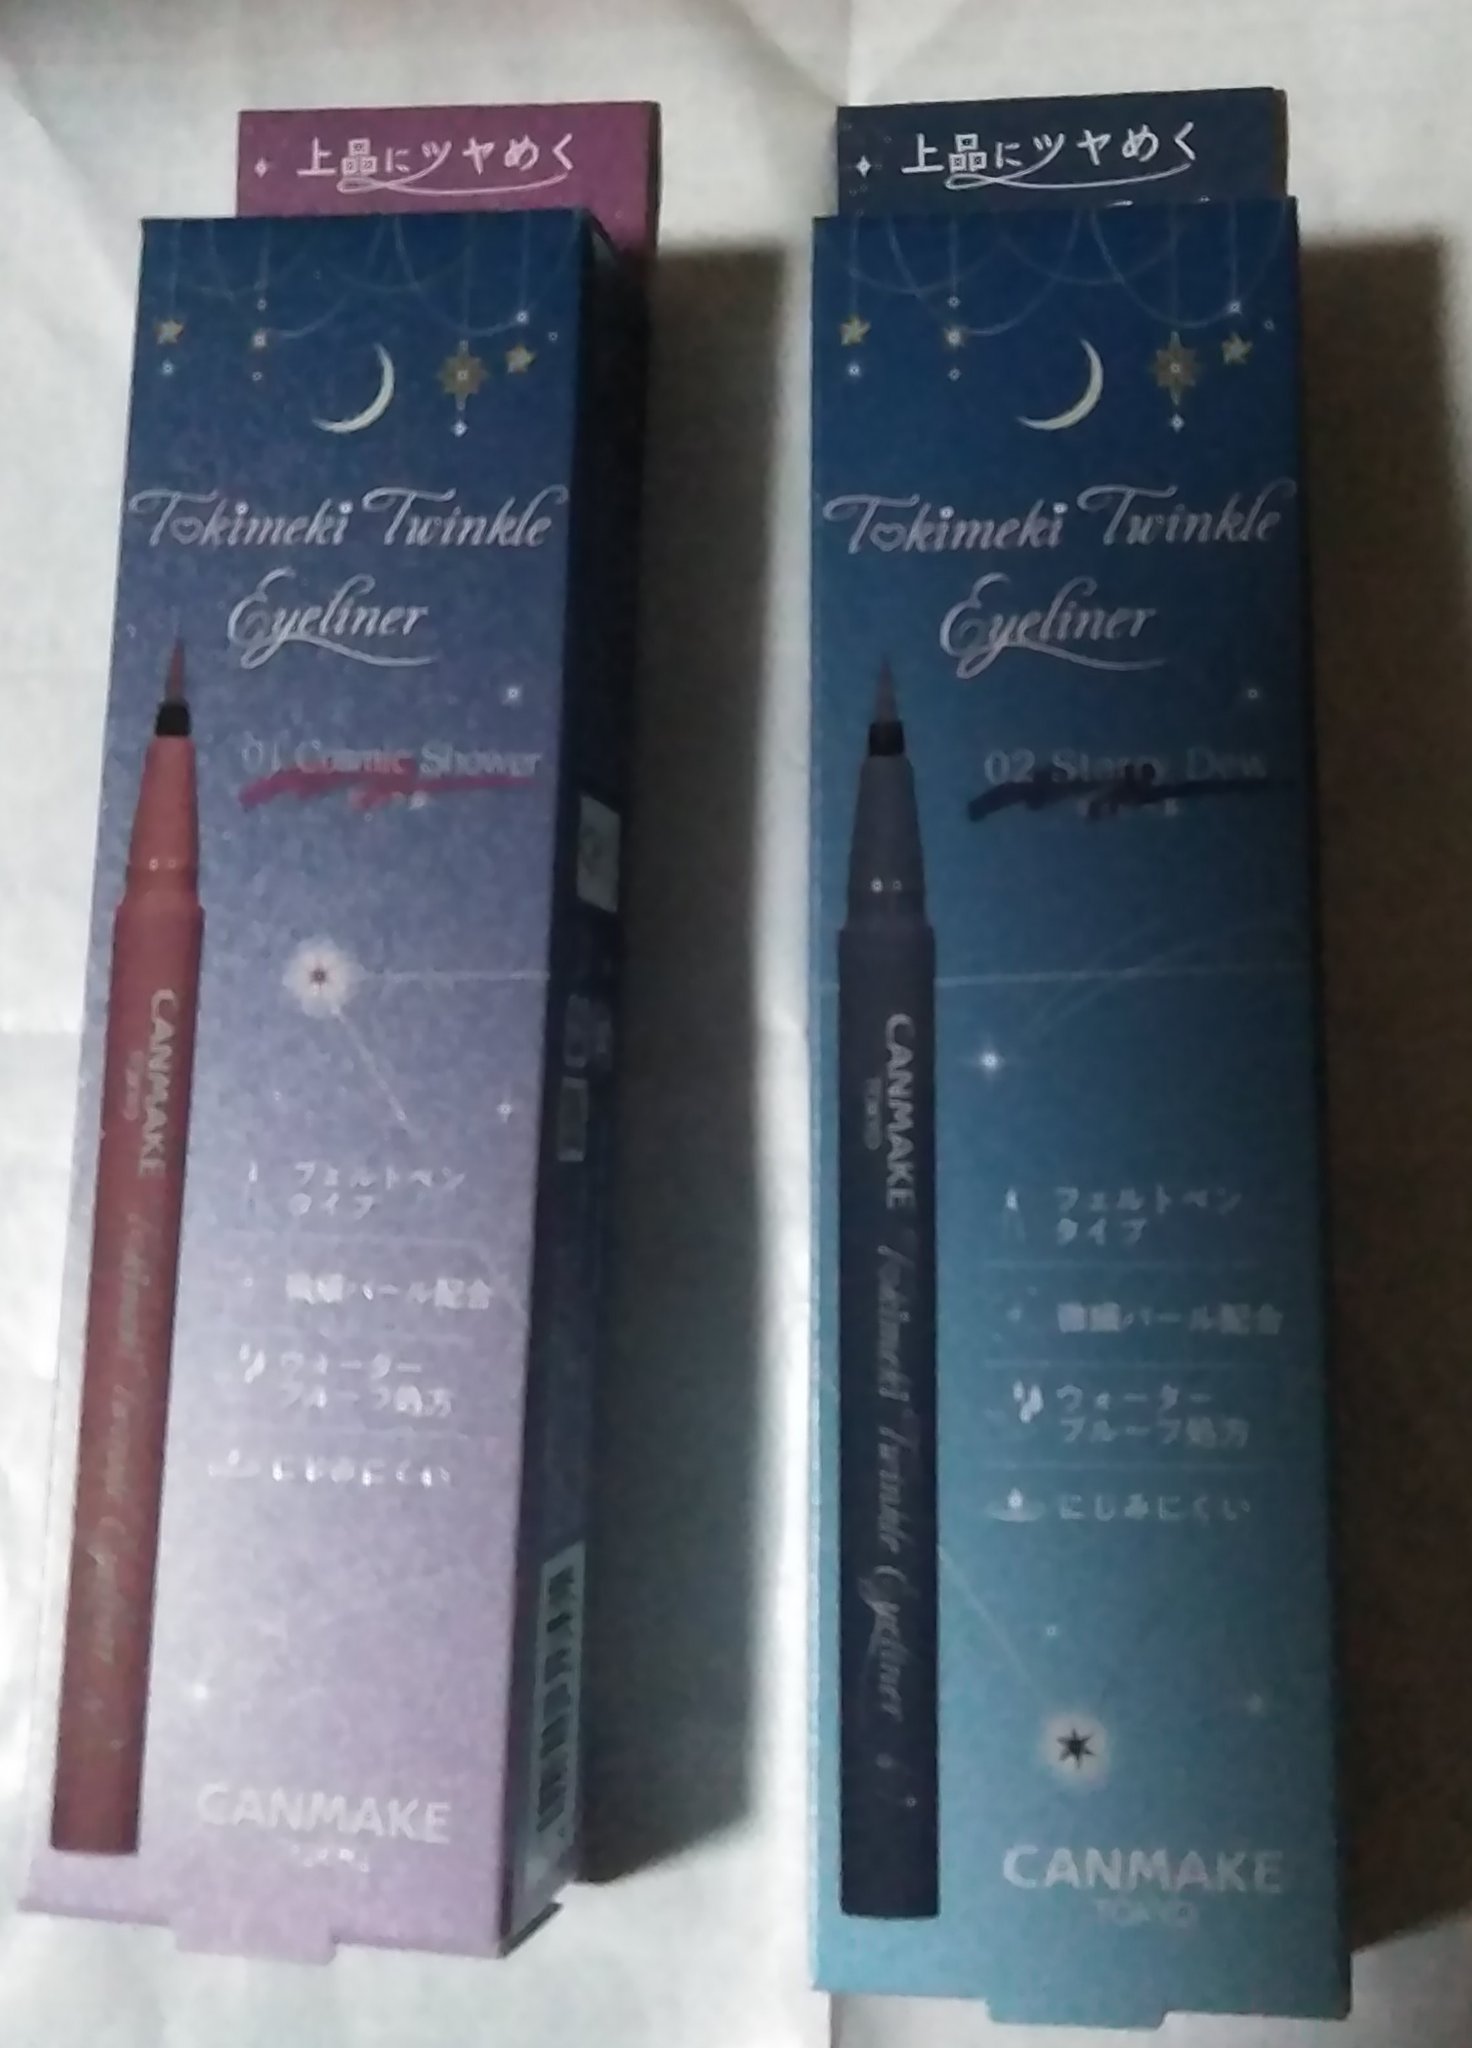 上品にツヤめく
Tokimeki Twinkle
Eyeliner
01 Cosmic Shower
CANMAKE
TOKYO
Tokimeki Twinkle Eyeliner
フェルトペン
タイプ
微細パール配合
ウォーター
プルーフ処方
にじみにくい
CANMAKE
TOKYO
上品にツヤめく
Tokimeki Twinkle
Eyeliner
02 Starry Dew
CANMAKE
TOKYO
Tokimeki Twinkle Eyeliner
フェルトペン
タイプ
微細パール配合
ウォーター
プルーフ処方
にじみにくい
CANMAKE
TOKYO